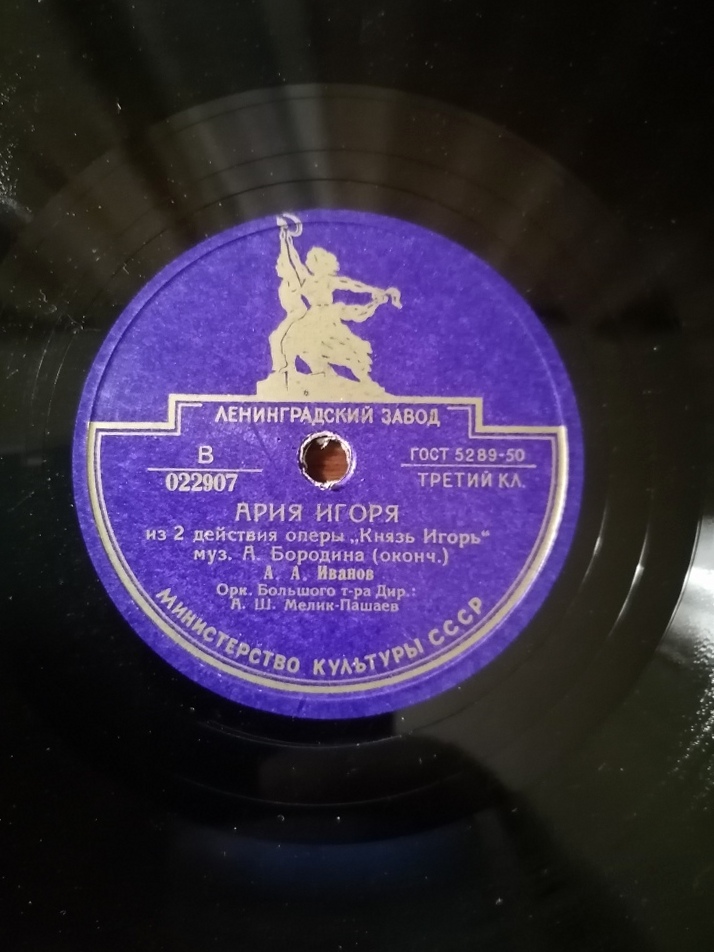 ЛЕНИНГРАДСКИЙ ЗАВОД
В
022907
ГОСТ 5289-50
ТРЕТИЙ КЛ.
АРИЯ ИГОРЯ
из 2 действия оперы „Князь Игорь"
муз. А. Бородина (оконч.)
А. А. Иванов
Орк. Большого т-ра Дир.:
А. Ш. Мелик-Пашаев
МИНИСТЕРСТВО КУЛЬТУРЫ СССР